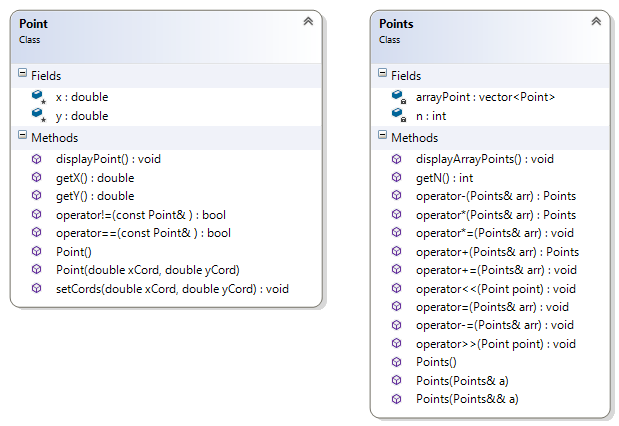 Point
Class
Fields
x : double
y : double
Methods
displayPoint() : void
getX() : double
getY() : double
operator!=(const Point& ) : bool
operator==(const Point& ) : bool
Point()
Point(double xCord, double yCord)
setCords(double xCord, double yCord) : void
Points
Class
Fields
arrayPoint : vector<Point>
n : int
Methods
displayArrayPoints() : void
getN() : int
operator-(Points& arr) : Points
operator*(Points& arr) : Points
operator*=(Points& arr) : void
operator+(Points& arr) : Points
operator+=(Points& arr) : void
operator<<(Point point) : void
operator=(Points& arr) : void
operator-=(Points& arr) : void
operator>>(Point point) : void
Points()
Points(Points& a)
Points(Points&& a)